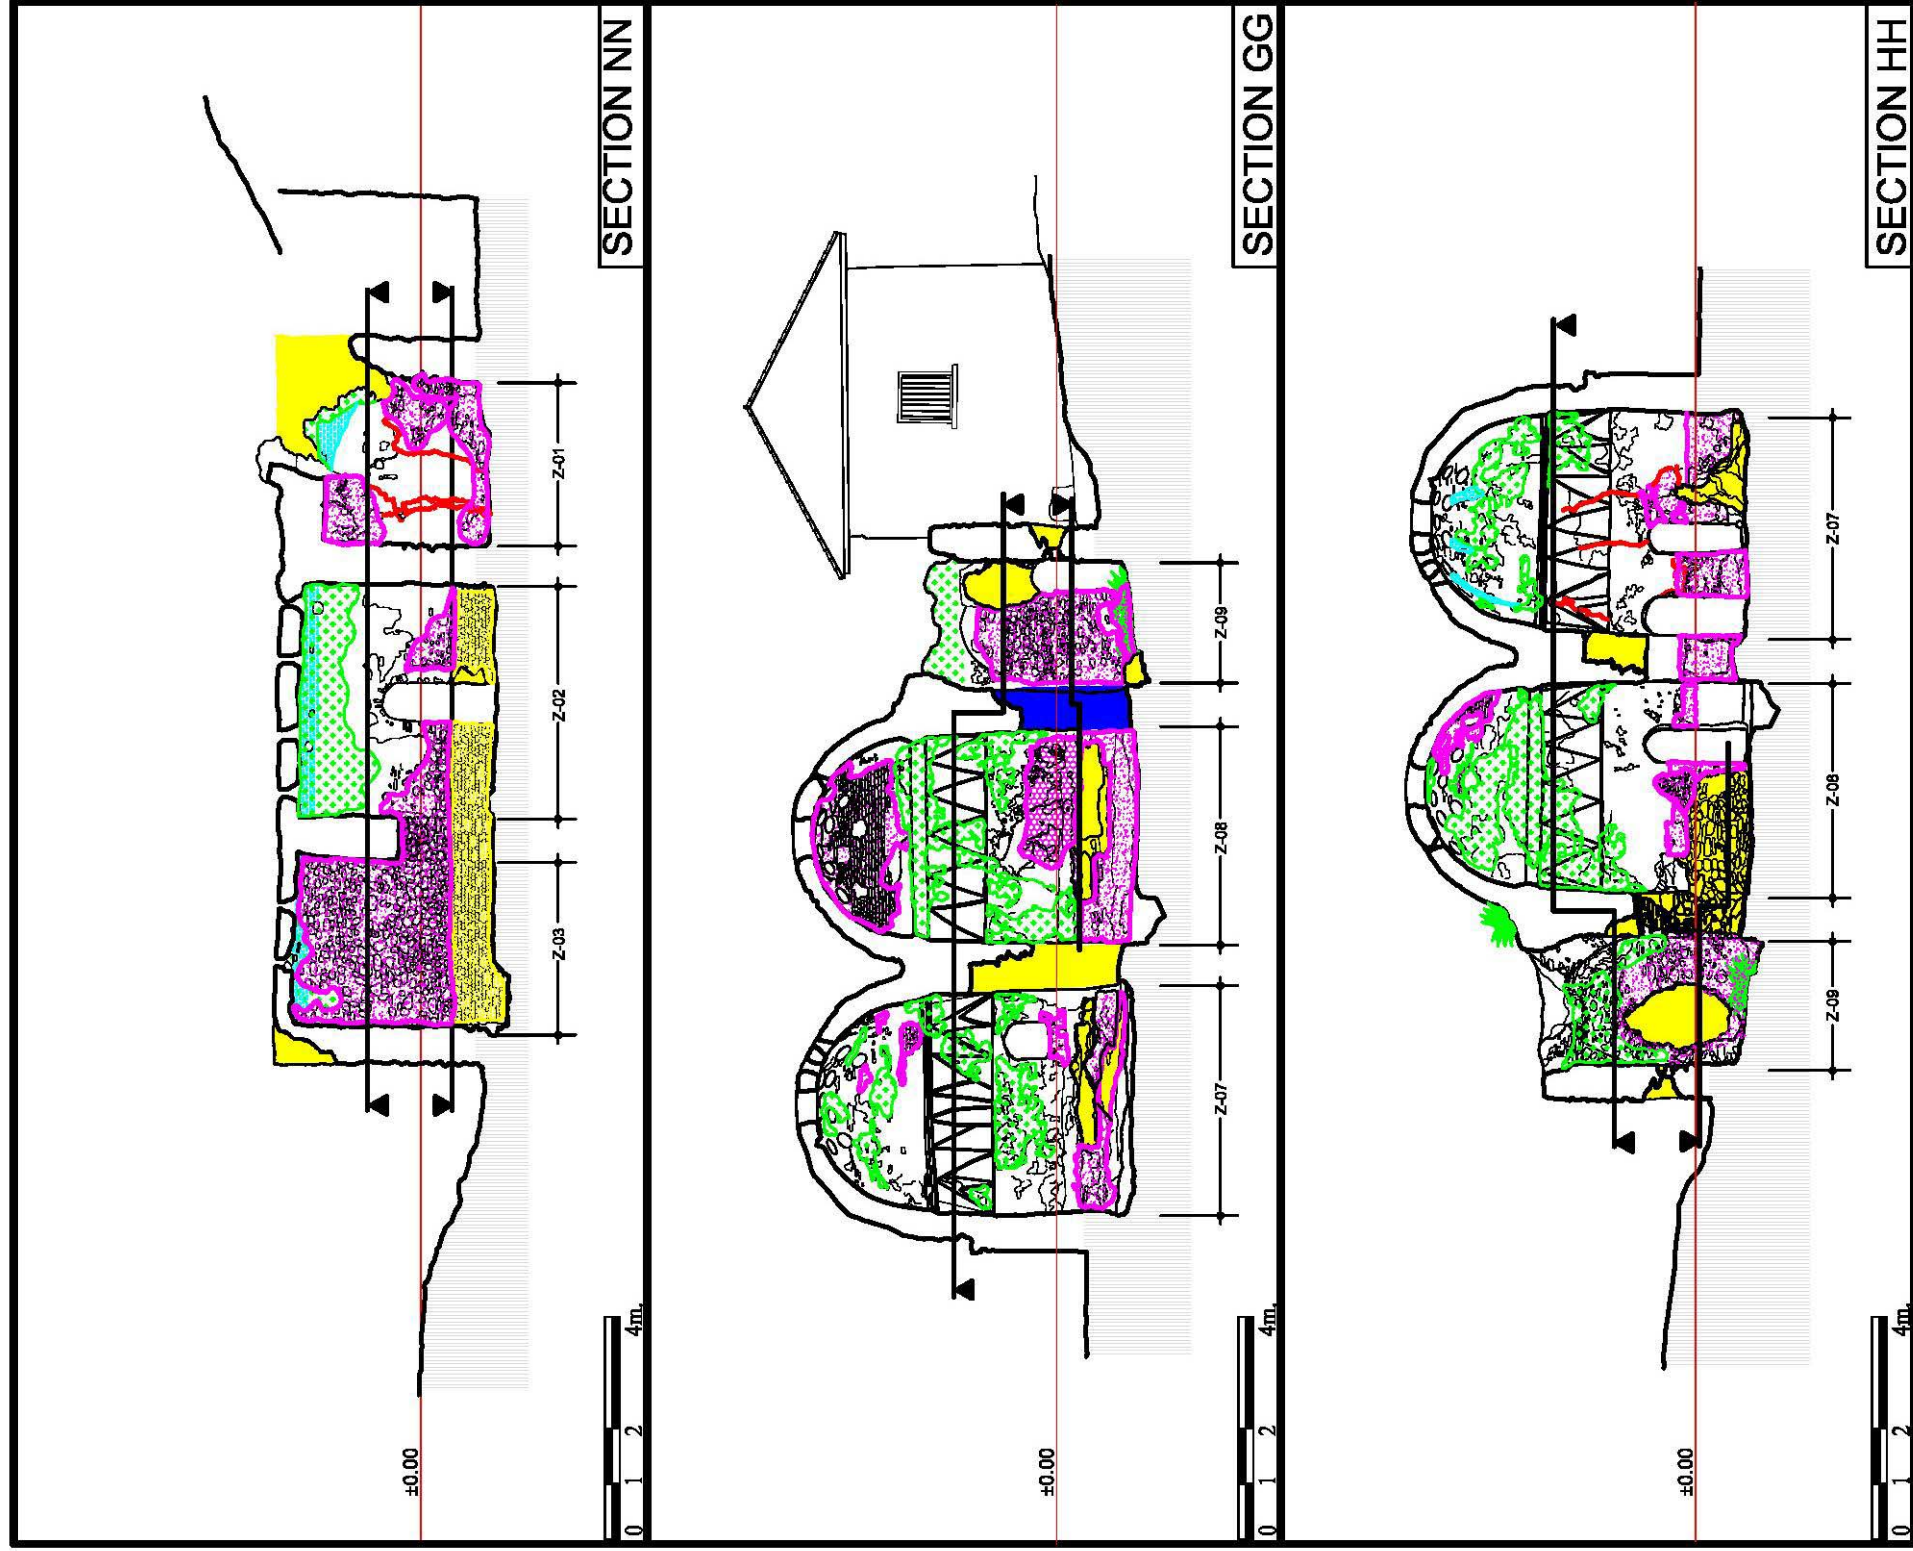 SECTION NN
Z-03
Z-02
Z-01
±0.00
0 1 2 4m.
SECTION GG
Z-07
Z-08
Z-09
±0.00
0 1 2 4m.
SECTION HH
Z-09
Z-08
Z-07
±0.00
0 1 2 4m.